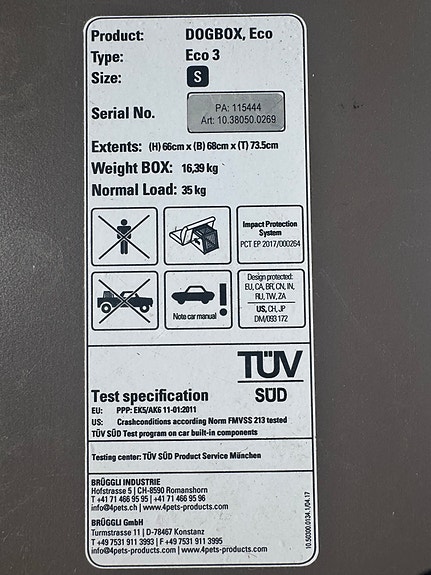 Product: DOGBOX, Eco
Type: Eco 3
Size: S
Serial No. PA: 115444
Art: 10.38050.0269
Extents: (H) 66cm x (B) 68cm x (T) 73.5cm
Weight BOX: 16,39 kg
Normal Load: 35 kg
Impact Protection
System
PCT EP 2017/000264
Note car manual
!
Design protected:
EU, CA, BR, CN, IN,
RU, TW, ZA
US, CH, JP
DM/093 172
TÜV
SÜD
Test specification
EU: PPP: EK5/AK6 11-01:2011
US: Crashconditions according Norm FMVSS 213 tested
TÜV SÜD Test program on car built-in components
Testing center: TÜV SÜD Product Service München
BRÜGGLI INDUSTRIE
Hofstrasse 5 | CH-8590 Romanshorn
T +41 71 466 95 95 | +41 71 466 95 96
info@4pets.ch | www.4pets-products.com
BRÜGGLI GmbH
Turmstrasse 11 | D-78467 Konstanz
T +49 7531 911 3993 | F +49 7531 911 3995
info@4pets-products.com | www.4pets-products.com
10.50300.0134.1/04.17